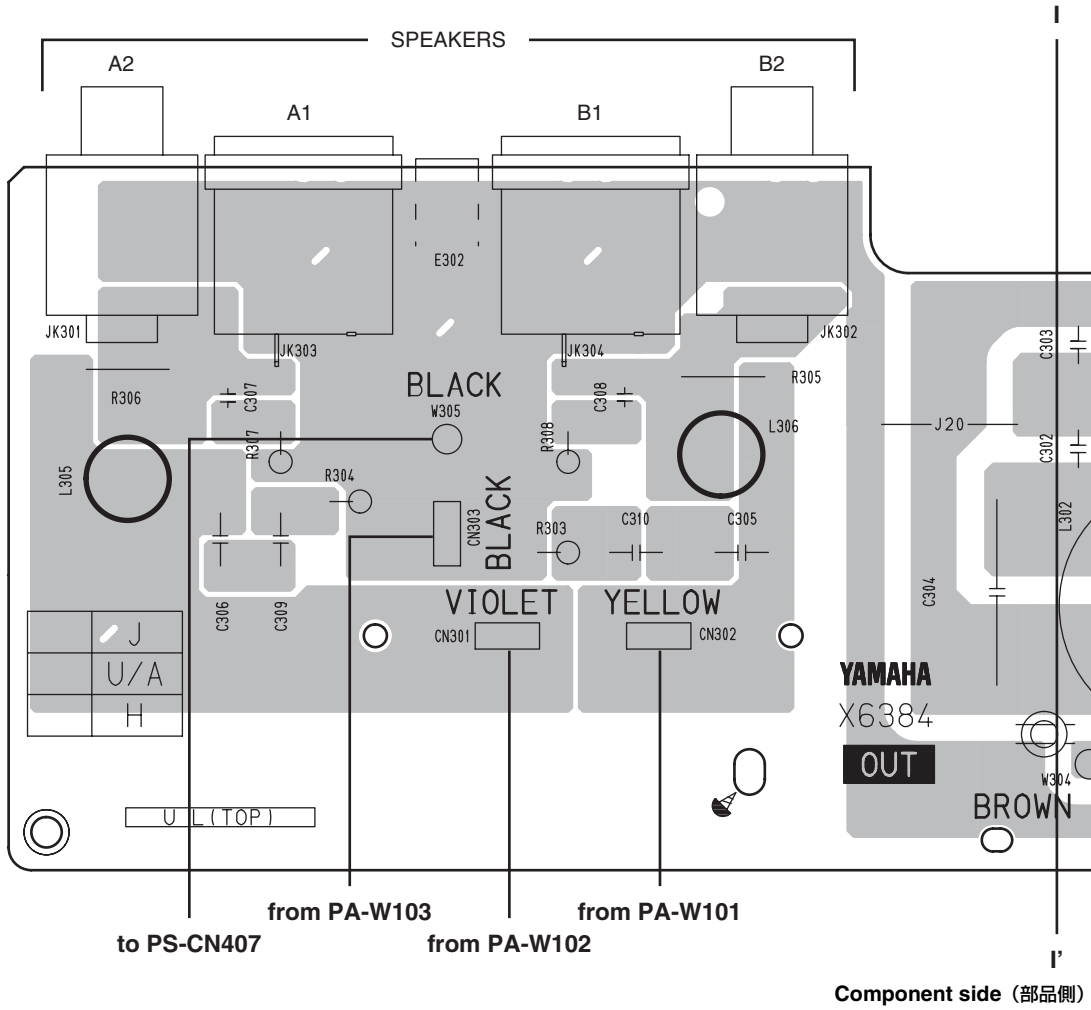 I
SPEAKERS
A2
B2
A1
B1
E302
JK301
JK302
JK303
JK304
C303
R306
C307
BLACK
C308
R305
W305
L306
J20
R307
R308
C302
L305
R304
CN303
BLACK
R303
C310
C305
L302
C306
C309
VIOLET
YELLOW
C304
CN301
CN302
J
U/A
H
YAMAHA
X6384
OUT
W304
BROWN
U L(TOP)
from PA-W103
from PA-W101
to PS-CN407
from PA-W102
I'
Component side（部品側）